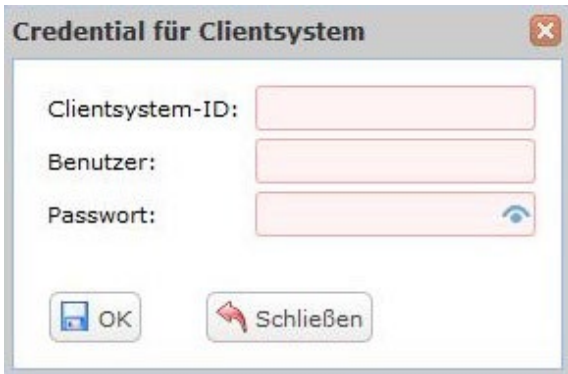 Credential für Clientsystem
Clientsystem-ID:
Benutzer:
Passwort:
OK Schließen